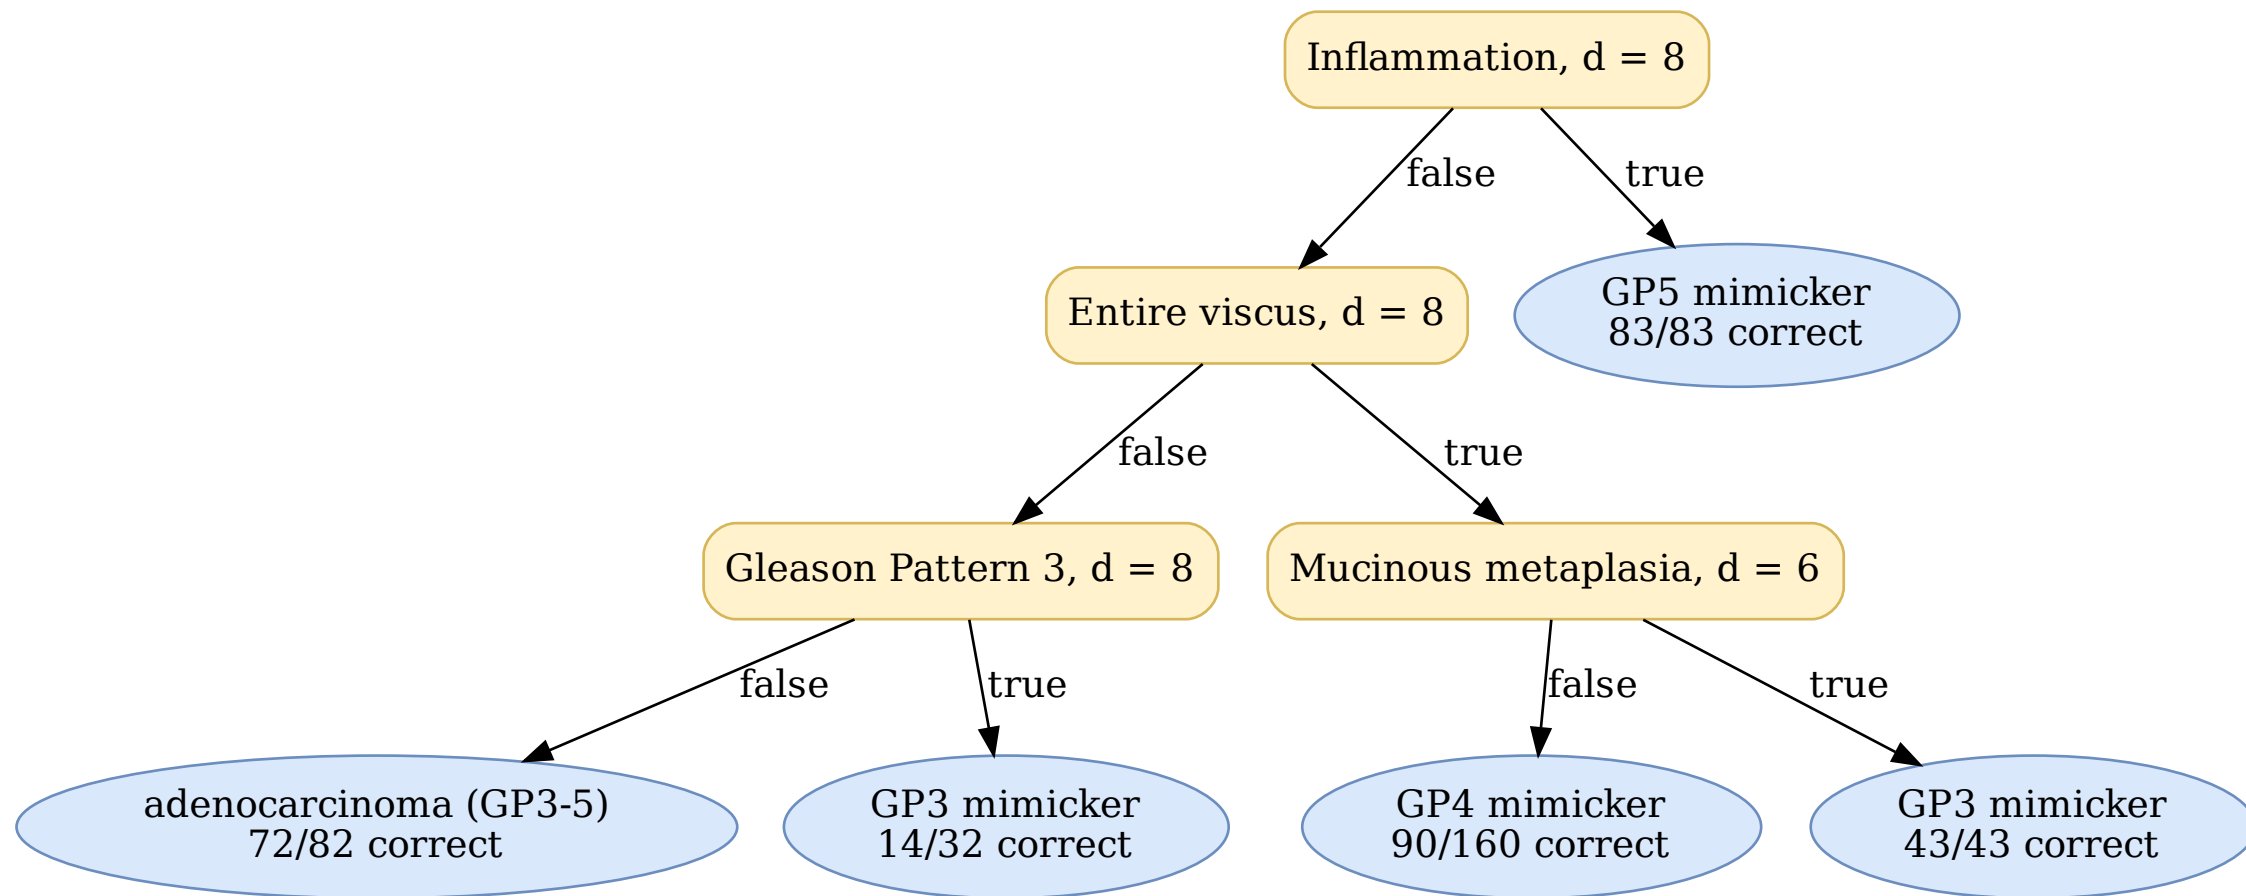 Inflammation, d = 8
false
true
Entire viscus, d = 8
GP5 mimicker
83/83 correct
false
true
Gleason Pattern 3, d = 8
Mucinous metaplasia, d = 6
false
true
false
true
adenocarcinoma (GP3-5)
72/82 correct
GP3 mimicker
14/32 correct
GP4 mimicker
90/160 correct
GP3 mimicker
43/43 correct